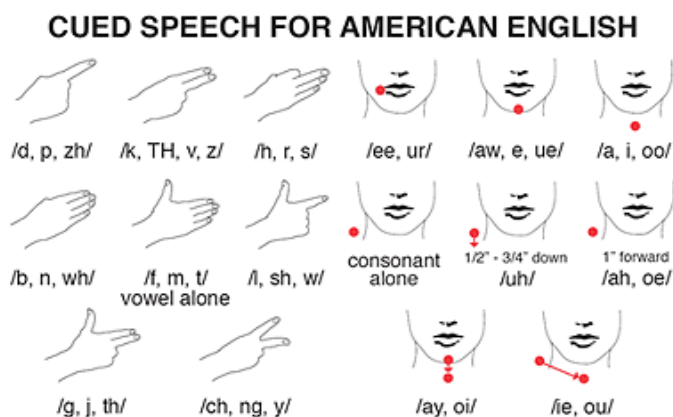 CUED SPEECH FOR AMERICAN ENGLISH
/d, p, zh/
/k, TH, v, z/
/h, r, s/
/ee, ur/
/aw, e, ue/
/a, i, oo/
/b, n, wh/
/f, m, t/
vowel alone
/l, sh, w/
consonant
alone
1/2" - 3/4" down
/uh/
1" forward
/ah, oe/
/g, j, th/
/ch, ng, y/
/ay, oi/
/ie, ou/